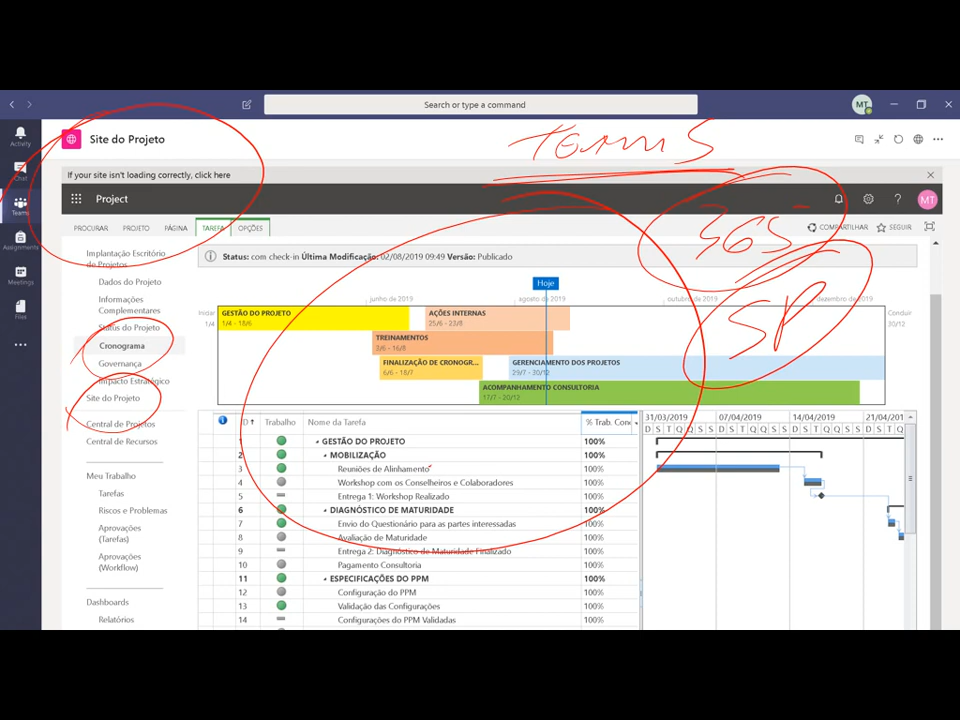 Search or type a command
MT
Activity
Site do Projeto
Teams
365
SP
Chat
If your site isn't loading correctly, click here
Teams
Project
MT
PROCURAR PROJETO PÁGINA TAREFA OPÇÕES
COMPARTILHAR SEGUIR
Assignments
Meetings
Files
Implantação Escritório
de Projetos
Dados do Projeto
Informações
Complementares
Status do Projeto
Cronograma
Governança
Impacto Estratégico
Site do Projeto
Central de Projetos
Central de Recursos
Meu Trabalho
Tarefas
Riscos e Problemas
Aprovações
(Tarefas)
Aprovações
(Workflow)
Dashboards
Relatórios
Status: com check-in Última Modificação: 02/08/2019 09:49 Versão: Publicado
Hoje
junho de 2019 agosto de 2019 outubro de 2019 dezembro de 2019
Iniciar
1/4
Concluir
30/12
GESTÃO DO PROJETO
1/4 - 18/6
AÇÕES INTERNAS
25/6 - 23/8
TREINAMENTOS
3/6 - 16/8
FINALIZAÇÃO DE CRONOGR...
6/6 - 18/7
GERENCIAMENTO DOS PROJETOS
29/7 - 30/12
ACOMPANHAMENTO CONSULTORIA
17/7 - 20/12
ID Trabalho Nome da Tarefa % Trab. Conc
31/03/2019 07/04/2019 14/04/2019 21/04/201
D S T Q Q S S D S T Q Q S S D S T Q Q S S D S T Q
1 GESTÃO DO PROJETO 100%
2 MOBILIZAÇÃO 100%
3 Reuniões de Alinhamento 100%
4 Workshop com os Conselheiros e Colaboradores 100%
5 Entrega 1: Workshop Realizado 100%
6 DIAGNÓSTICO DE MATURIDADE 100%
7 Envio do Questionário para as partes interessadas 100%
8 Avaliação de Maturidade 100%
9 Entrega 2: Diagnóstico de Maturidade Finalizado 100%
10 Pagamento Consultoria 100%
11 ESPECIFICAÇÕES DO PPM 100%
12 Configuração do PPM 100%
13 Validação das Configurações 100%
14 Configurações do PPM Validadas 100%